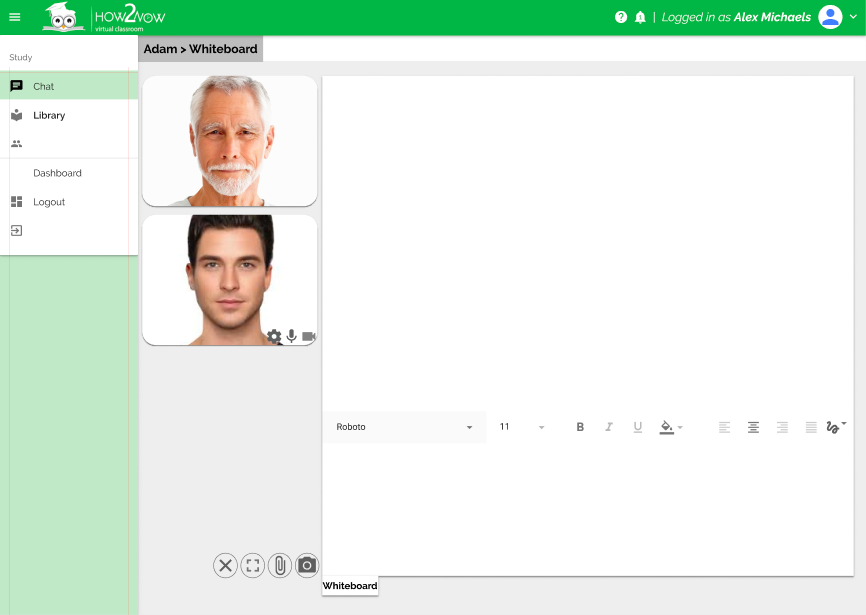 HOW2VOW
virtual classroom
Logged in as Alex Michaels
Study
Adam > Whiteboard
Chat
Library
Dashboard
Logout
Roboto
11
B I U
Whiteboard